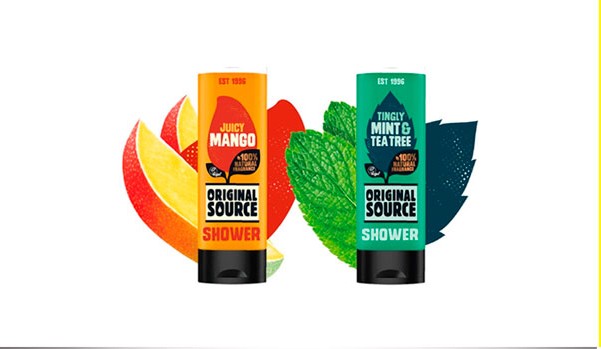 EST 1996
JUICY
MANGO
100%
NATURAL
FRAGRANCE
ORIGINAL
SOURCE
SHOWER
EST 1996
TINGLY
MINT &
TEA TREE
100%
NATURAL
FRAGRANCE
ORIGINAL
SOURCE
SHOWER